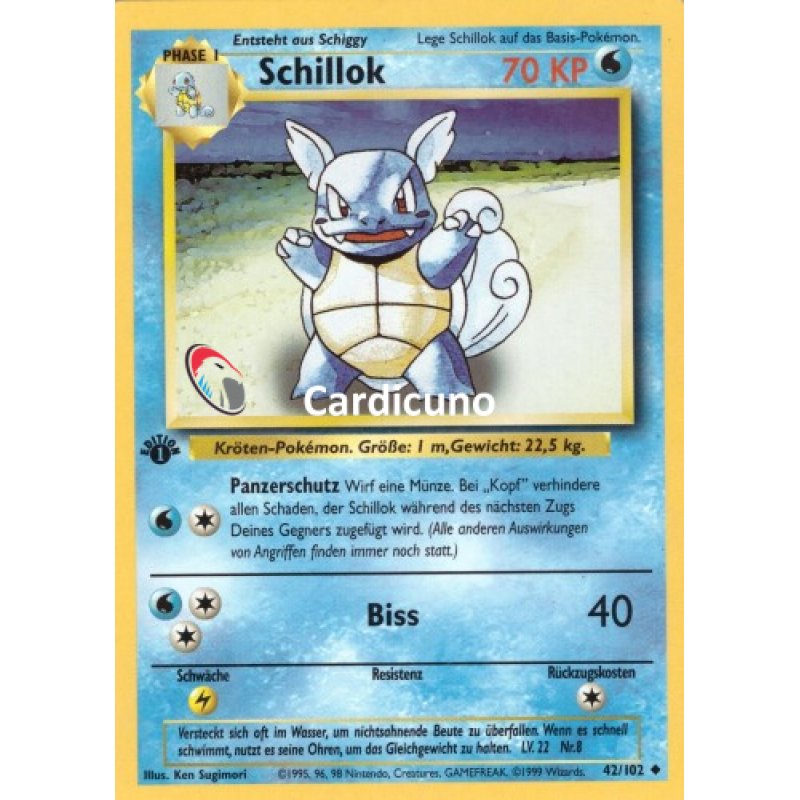 Entsteht aus Schiggy
Lege Schillok auf das Basis-Pokémon.
PHASE 1
Schillok
70 KP
Cardicuno
EDITION
1
Kröten-Pokémon. Größe: 1 m,Gewicht: 22,5 kg.
Panzerschutz Wirf eine Münze. Bei „Kopf" verhindere
allen Schaden, der Schillok während des nächsten Zugs
Deines Gegners zugefügt wird. (Alle anderen Auswirkungen
von Angriffen finden immer noch statt.)
Biss
40
Schwäche
Resistenz
Rückzugskosten
Versteckt sich oft im Wasser, um nichtsahnende Beute zu überfallen. Wenn es schnell
schwimmt, nutzt es seine Ohren, um das Gleichgewicht zu halten. LV. 22 Nr.8
Illus. Ken Sugimori
©1995, 96, 98 Nintendo, Creatures, GAMEFREAK. ©1999 Wizards.
42/102